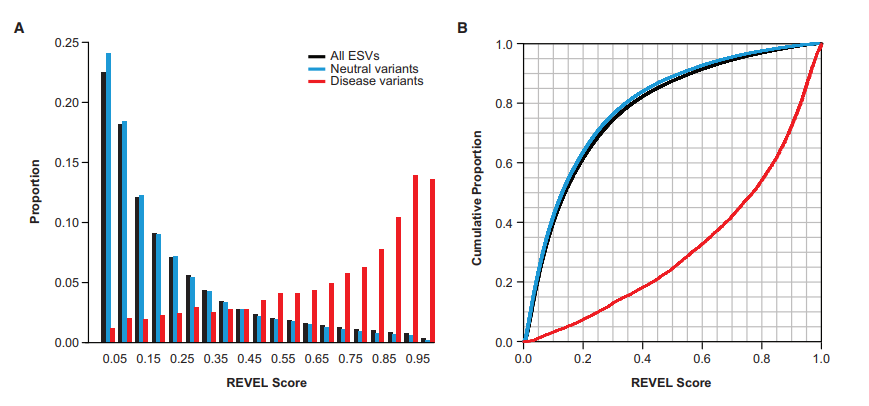 A
0.25
0.20
0.15
0.10
0.05
0.00
Proportion
All ESVs
Neutral variants
Disease variants
0.05 0.15 0.25 0.35 0.45 0.55 0.65 0.75 0.85 0.95
REVEL Score
B
1.0
0.8
0.6
0.4
0.2
0.0
Cumulative Proportion
0.0 0.2 0.4 0.6 0.8 1.0
REVEL Score